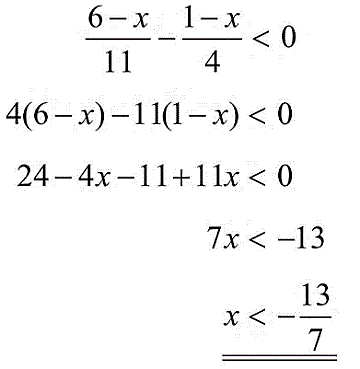 (6−x)/11 − (1−x)/4 < 0
4(6−x)−11(1−x) < 0
24−4x−11+11x < 0
7x < −13
x < −13/7